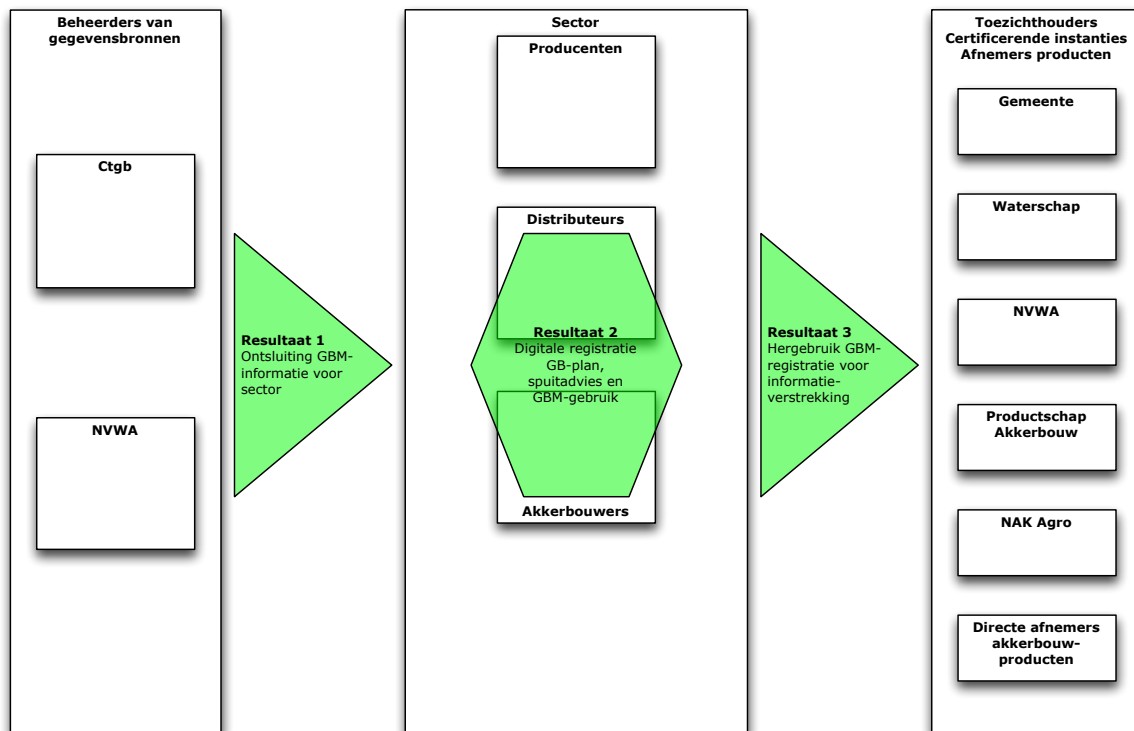 Beheerders van
gegevensbronnen
Ctgb
NVWA
Resultaat 1
Ontsluiting GBM-
informatie voor
sector
Sector
Producenten
Distributeurs
Resultaat 2
Digitale registratie
GB-plan,
spuitadvies en
GBM-gebruik
Akkerbouwers
Resultaat 3
Hergebruik GBM-
registratie voor
informatie-
verstrekking
Toezichthouders
Certificerende instanties
Afnemers producten
Gemeente
Waterschap
NVWA
Productschap
Akkerbouw
NAK Agro
Directe afnemers
akkerbouw-
producten